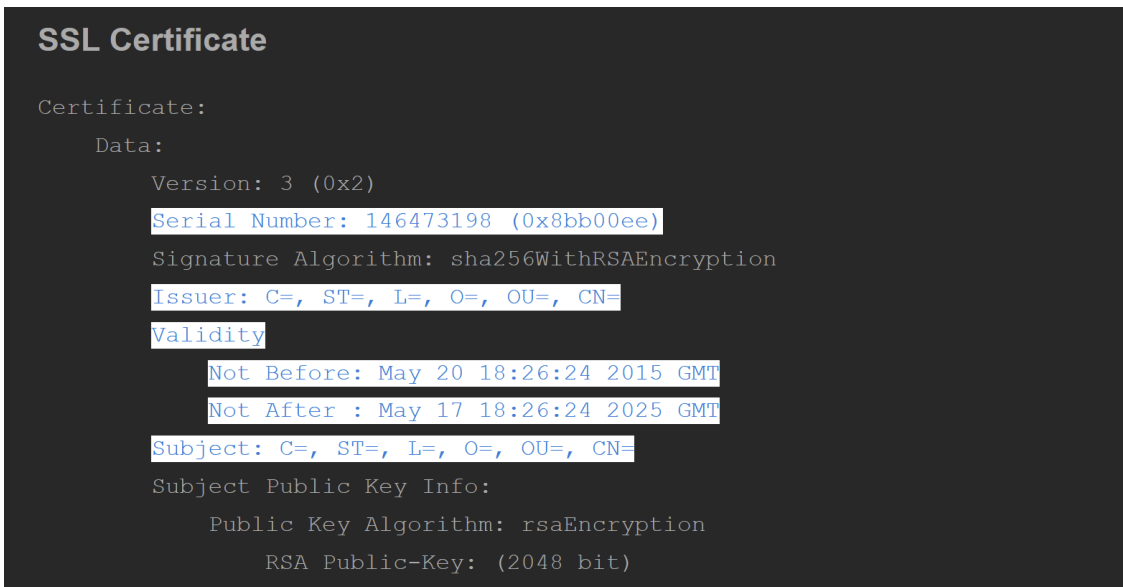 SSL Certificate
Certificate:
Data:
Version: 3 (0x2)
Serial Number: 146473198 (0x8bb00ee)
Signature Algorithm: sha256WithRSAEncryption
Issuer: C=, ST=, L=, O=, OU=, CN=
Validity
Not Before: May 20 18:26:24 2015 GMT
Not After : May 17 18:26:24 2025 GMT
Subject: C=, ST=, L=, O=, OU=, CN=
Subject Public Key Info:
Public Key Algorithm: rsaEncryption
RSA Public-Key: (2048 bit)